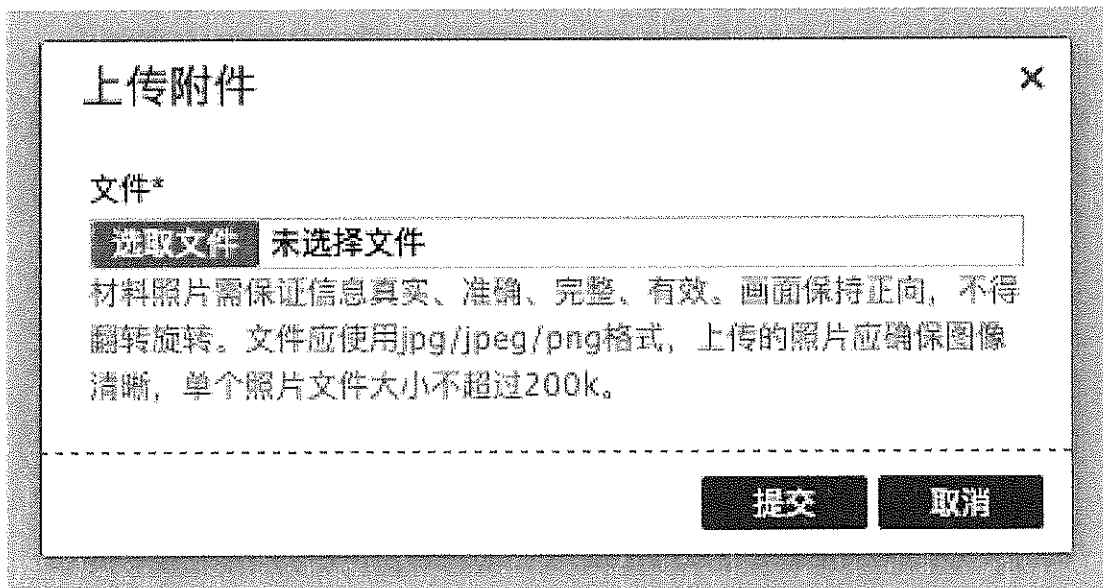 上传附件
文件*
选取文件 未选择文件
材料照片需保证信息真实、准确、完整、有效。画面保持正向，不得
翻转旋转。文件应使用jpg/jpeg/png格式，上传的照片应确保图像
清晰，单个照片文件大小不超过200k。
提交 取消